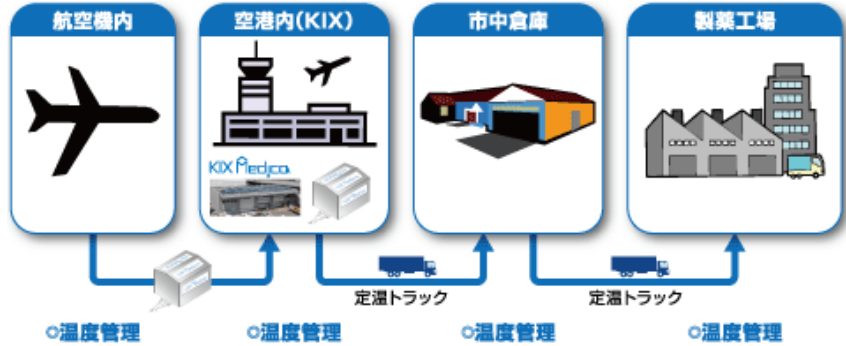 航空機内
空港内(KIX)
市中倉庫
製薬工場
KIX Medica
定温トラック
定温トラック
◎温度管理
◎温度管理
◎温度管理
◎温度管理